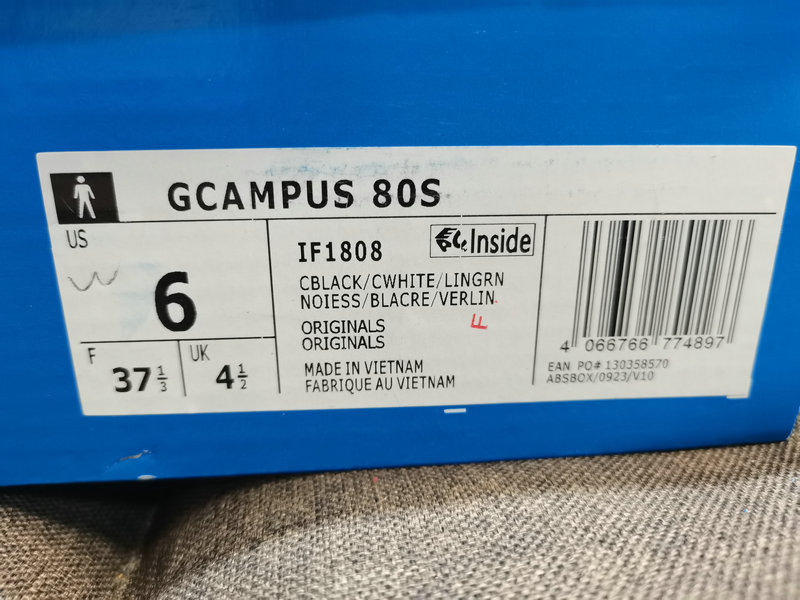 GCAMPUS 80S
US
W
6
F
37 1/3
UK
4 1/2
IF1808
Inside
CBLACK/CWHITE/LINGRN
NOIESS/BLACRE/VERLIN
F
ORIGINALS
ORIGINALS
MADE IN VIETNAM
FABRIQUE AU VIETNAM
4 066766 774897
EAN PO# 130358570
ABSBOX/0923/V10